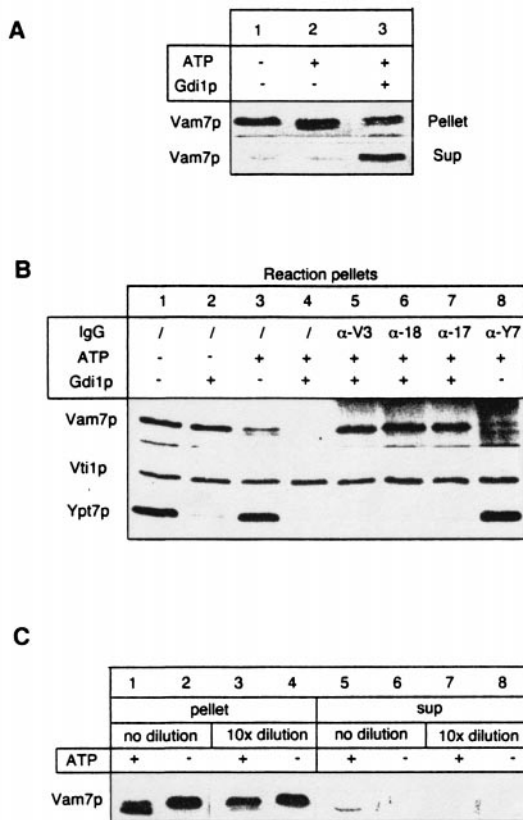 A
1 2 3
ATP - + +
Gdi1p - - +
Vam7p Pellet
Vam7p Sup
B
Reaction pellets
1 2 3 4 5 6 7 8
IgG / / / / α-V3 α-18 α-17 α-Y7
ATP - - + + + + + +
Gdi1p - + - + + + + -
Vam7p
Vti1p
Ypt7p
C
1 2 3 4 5 6 7 8
pellet sup
no dilution 10x dilution no dilution 10x dilution
ATP + - + - + - + -
Vam7p